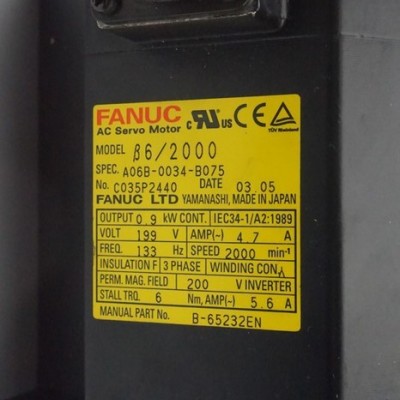 FANUC
AC Servo Motor
c RU US CE TÜV Rheinland
MODEL β6/2000
SPEC. A06B-0034-B075
No. C035P2440 DATE 03.05
FANUC LTD YAMANASHI, MADE IN JAPAN
OUTPUT 0.9 kW CONT. IEC34-1/A2:1989
VOLT 199 V AMP(~) 4.7 A
FREQ. 133 Hz SPEED 2000 min⁻¹
INSULATION F 3 PHASE WINDING CON. ⅄
PERM. MAG. FIELD 200 V INVERTER
STALL TRQ. 6 Nm, AMP(~) 5.6 A
MANUAL PART No. B-65232EN